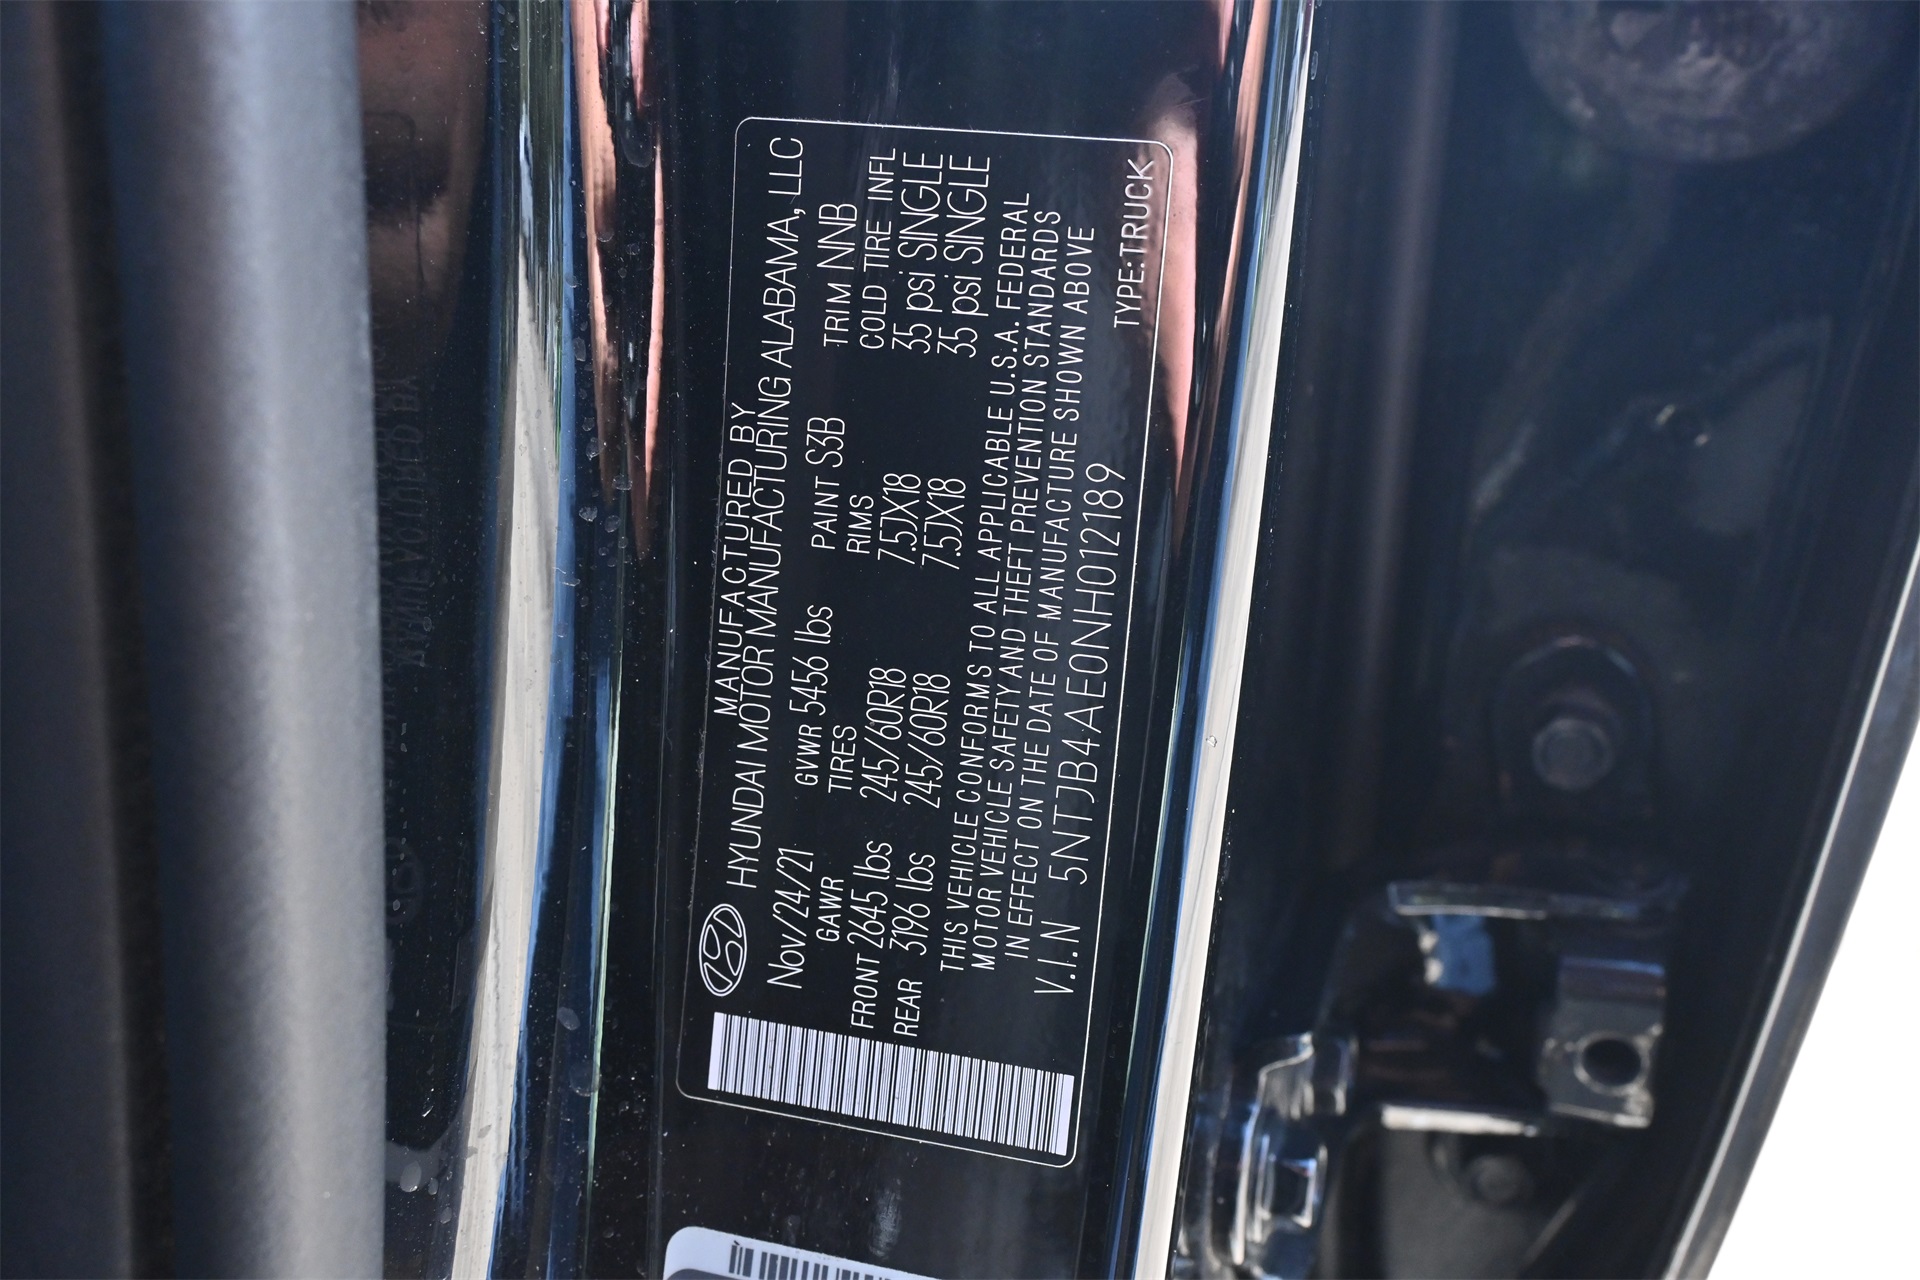 MANUFACTURED BY
HYUNDAI MOTOR MANUFACTURING ALABAMA, LLC
Nov/24/21 GVWR 5456 lbs PAINT S3B TRIM NNB
GAWR TIRES RIMS COLD TIRE INFL
FRONT 2645 lbs 245/60R18 7.5JX18 35 psi SINGLE
REAR 3196 lbs 245/60R18 7.5JX18 35 psi SINGLE
THIS VEHICLE CONFORMS TO ALL APPLICABLE U.S.A. FEDERAL
MOTOR VEHICLE SAFETY AND THEFT PREVENTION STANDARDS
IN EFFECT ON THE DATE OF MANUFACTURE SHOWN ABOVE
V.I.N 5NTJB4AE0NH012189
TYPE:TRUCK